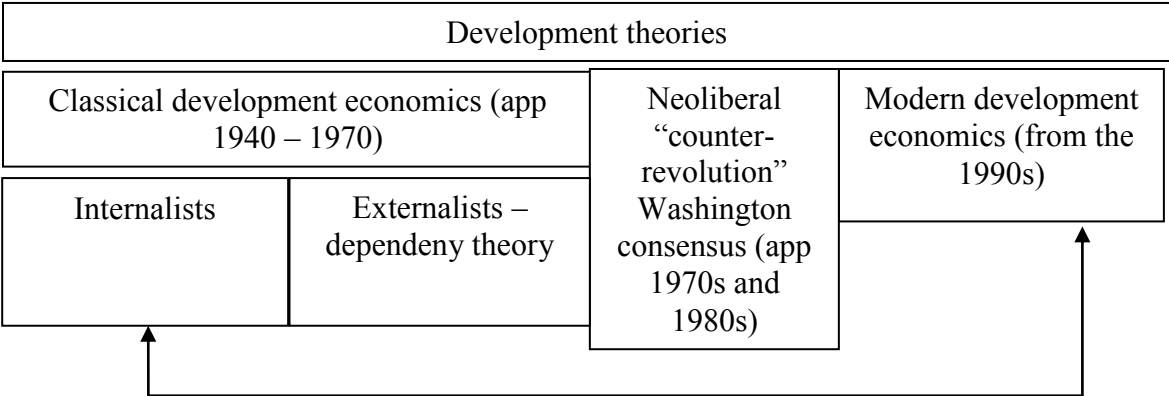 Development theories
Classical development economics (app
1940 – 1970)
Internalists
Externalists –
dependeny theory
Neoliberal
“counter-
revolution”
Washington
consensus (app
1970s and
1980s)
Modern development
economics (from the
1990s)